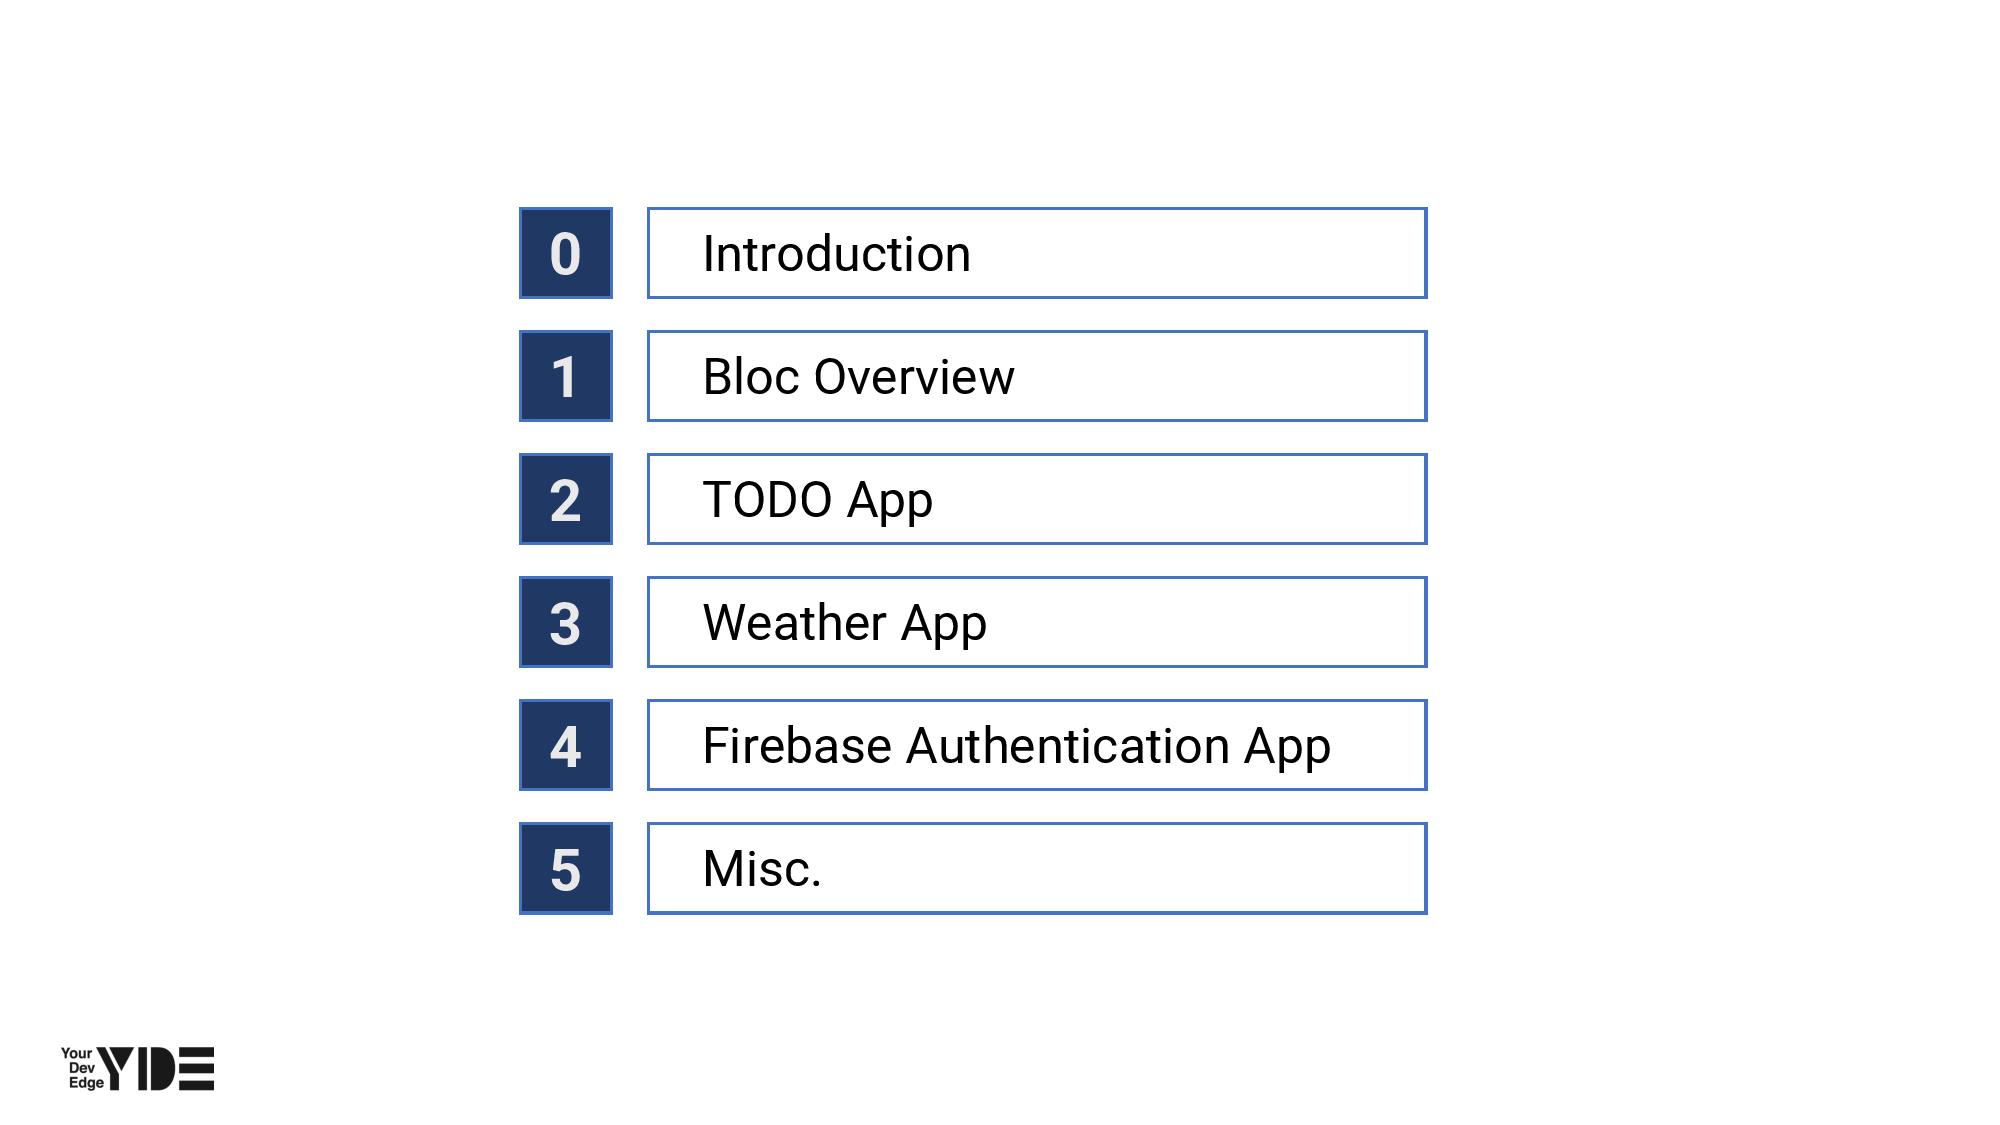 0 Introduction
1 Bloc Overview
2 TODO App
3 Weather App
4 Firebase Authentication App
5 Misc.
Your
Dev
Edge
YDE